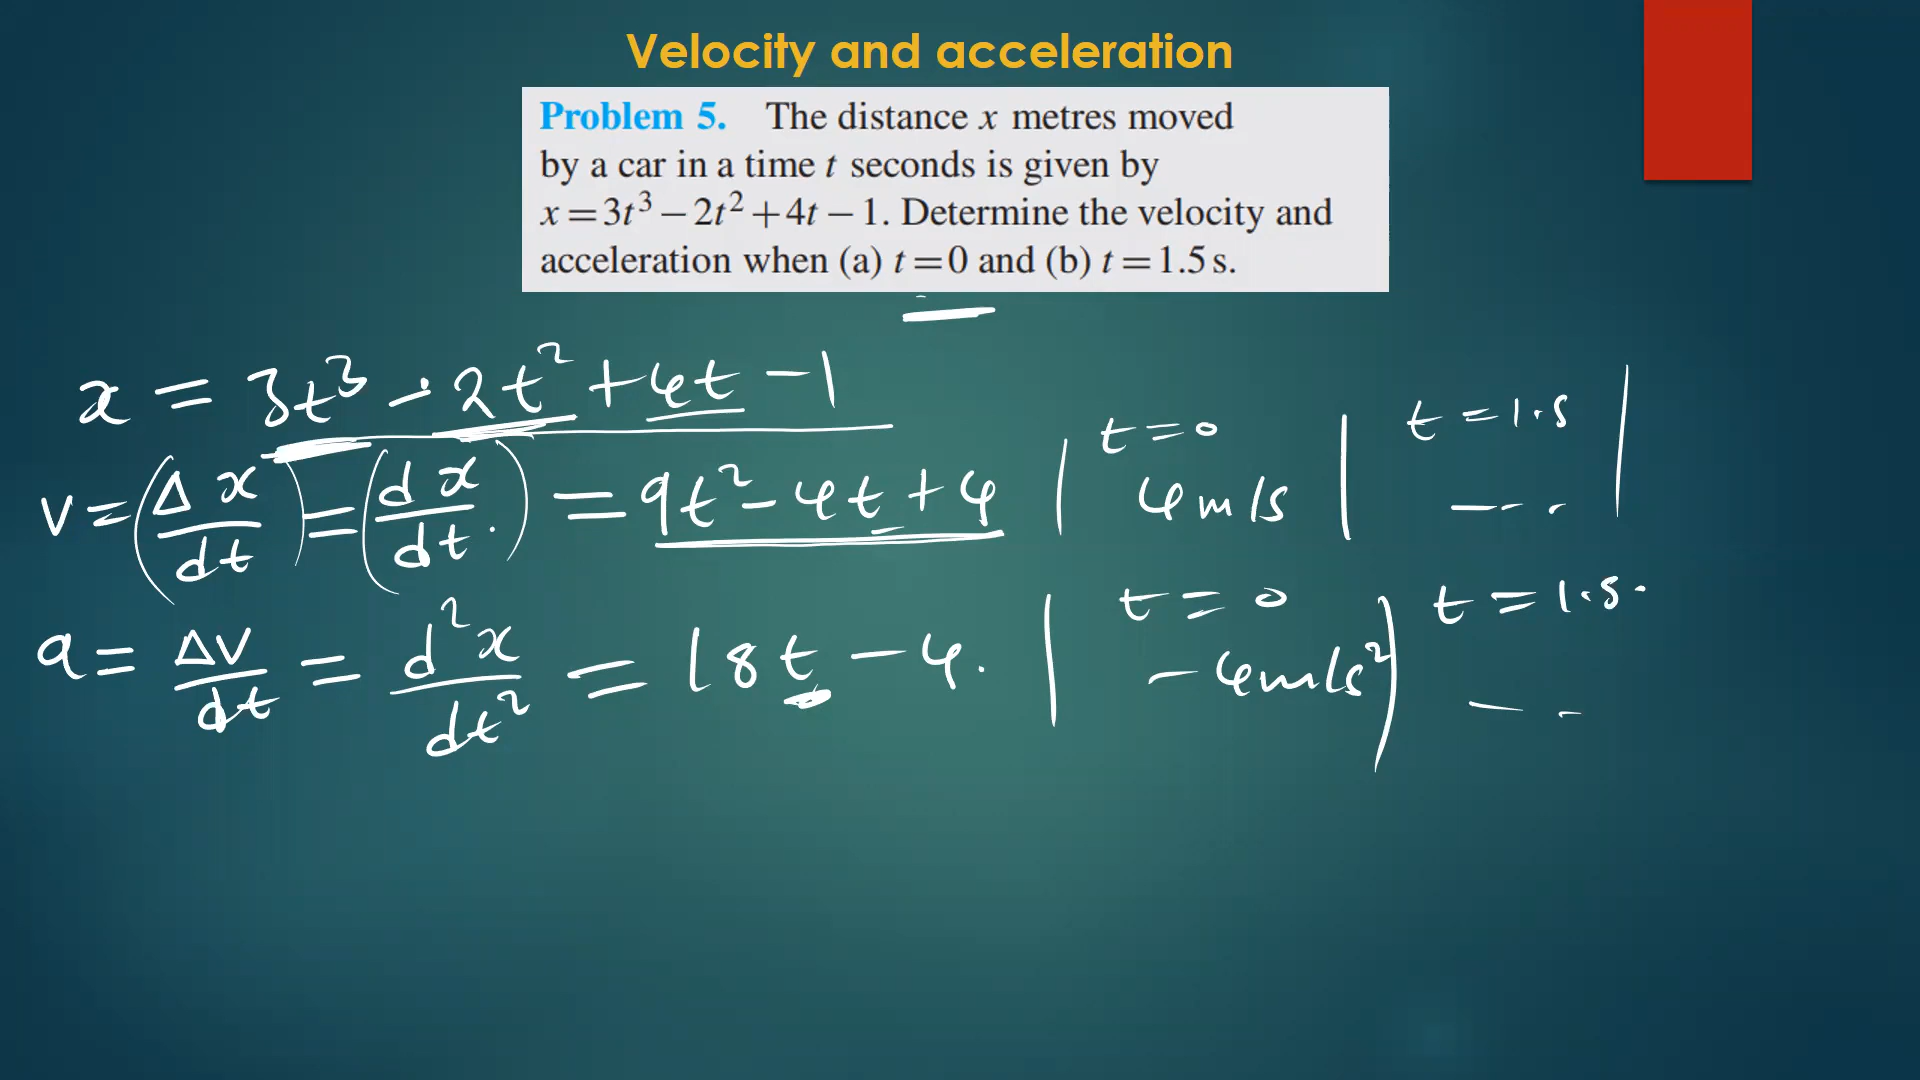 Velocity and acceleration
Problem 5. The distance x metres moved
by a car in a time t seconds is given by
x = 3t³ – 2t² + 4t – 1. Determine the velocity and
acceleration when (a) t = 0 and (b) t = 1.5 s.
x = 3t³ - 2t² + 4t - 1
t = 0
t = 1.5
v = (Δx/dt) = (dx/dt) = 9t² - 4t + 4
4m/s
- - -
t = 0
t = 1.5.
a = Δv/dt = d²x/dt² = 18t - 4.
-4m/s²
- -